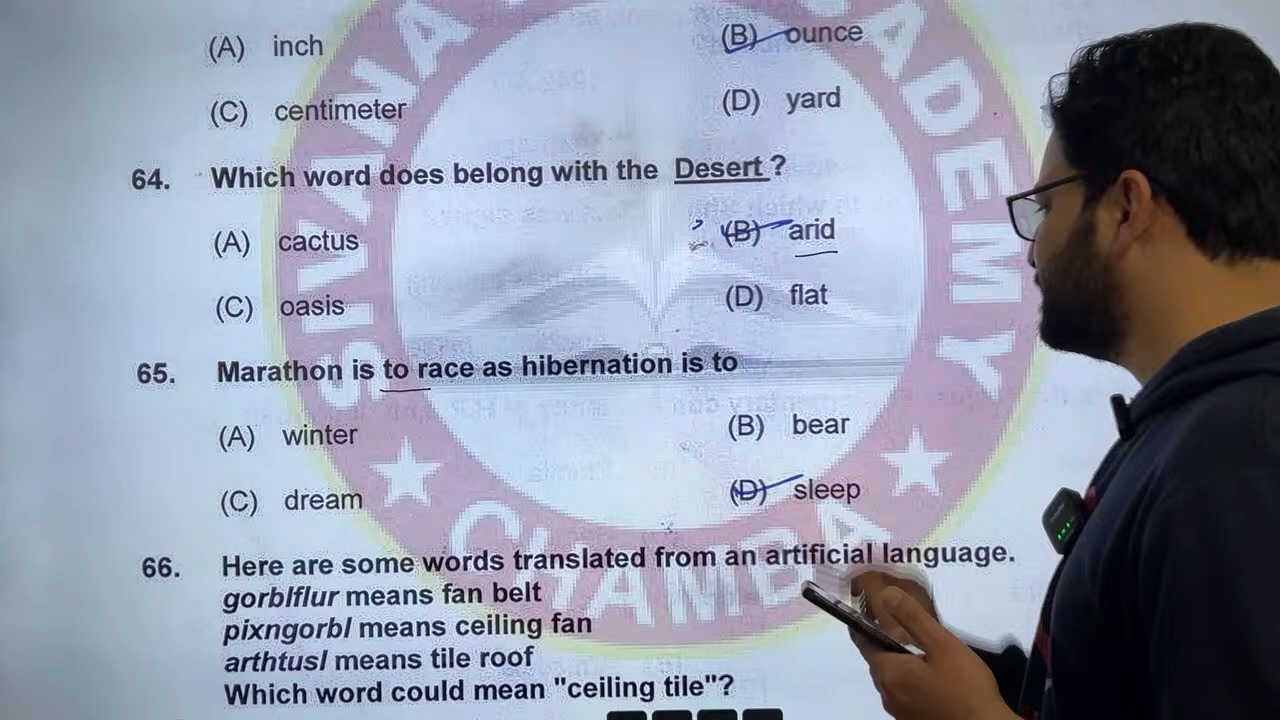 (A) inch (B) ounce
(C) centimeter (D) yard
64. Which word does belong with the Desert ?
(A) cactus (B) arid
(C) oasis (D) flat
65. Marathon is to race as hibernation is to
(A) winter (B) bear
(C) dream (D) sleep
66. Here are some words translated from an artificial language.
gorblflur means fan belt
pixngorbl means ceiling fan
arthtusl means tile roof
Which word could mean "ceiling tile"?
CHAMBA